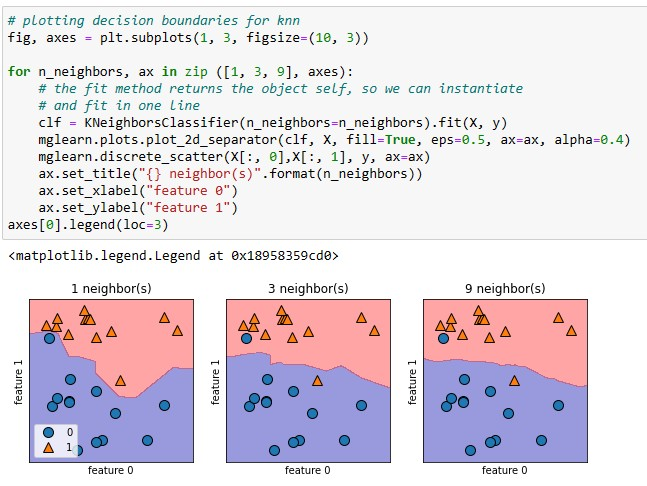 # plotting decision boundaries for knn
fig, axes = plt.subplots(1, 3, figsize=(10, 3))
for n_neighbors, ax in zip ([1, 3, 9], axes):
# the fit method returns the object self, so we can instantiate
# and fit in one line
clf = KNeighborsClassifier(n_neighbors=n_neighbors).fit(X, y)
mglearn.plots.plot_2d_separator(clf, X, fill=True, eps=0.5, ax=ax, alpha=0.4)
mglearn.discrete_scatter(X[:, 0],X[:, 1], y, ax=ax)
ax.set_title("{} neighbor(s)".format(n_neighbors))
ax.set_xlabel("feature 0")
ax.set_ylabel("feature 1")
axes[0].legend(loc=3)
<matplotlib.legend.Legend at 0x18958359cd0>
1 neighbor(s)
3 neighbor(s)
9 neighbor(s)
feature 1
feature 1
feature 1
0
1
feature 0
feature 0
feature 0